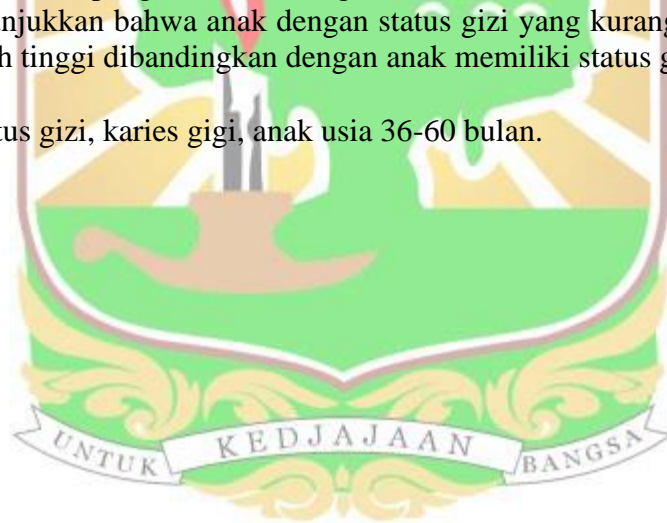 njukkan bahwa anak dengan status gizi yang kurang
h tinggi dibandingkan dengan anak memiliki status g
tus gizi, karies gigi, anak usia 36-60 bulan.
UNTUK KEDJAJAAN BANGSA